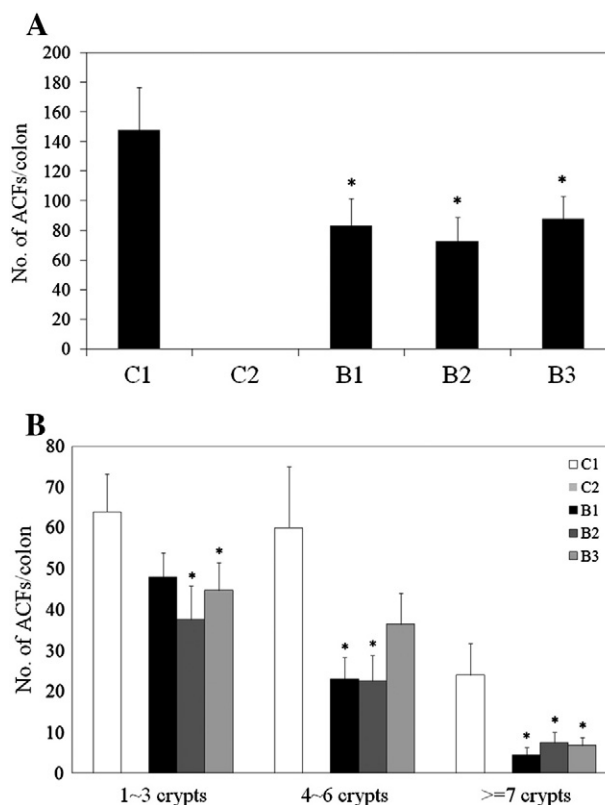 A
No. of ACFs/colon
200
180
160
140
120
100
80
60
40
20
0
*
*
*
C1 C2 B1 B2 B3
B
No. of ACFs/colon
80
70
60
50
40
30
20
10
0
C1
C2
B1
B2
B3
* *
* *
* * *
1~3 crypts 4~6 crypts >=7 crypts